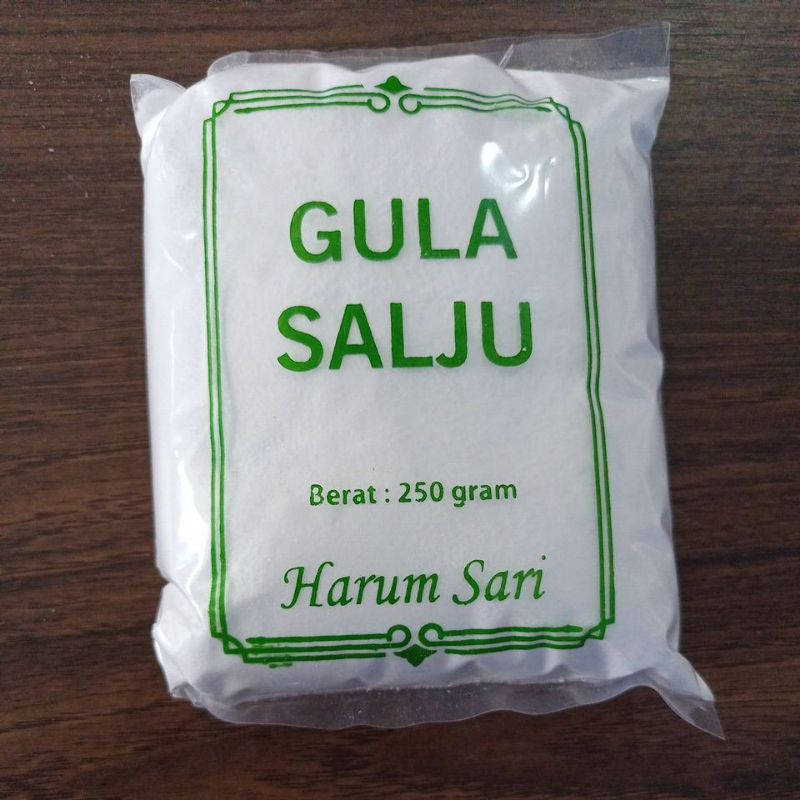 GULA
SALJU
Berat : 250 gram
Harum Sari